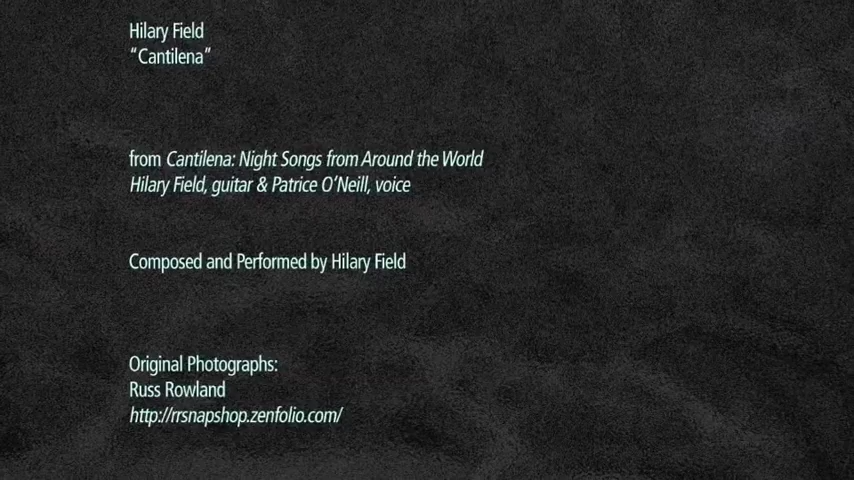 Hilary Field
“Cantilena”
from Cantilena: Night Songs from Around the World
Hilary Field, guitar & Patrice O’Neill, voice
Composed and Performed by Hilary Field
Original Photographs:
Russ Rowland
http://rrsnapshop.zenfolio.com/